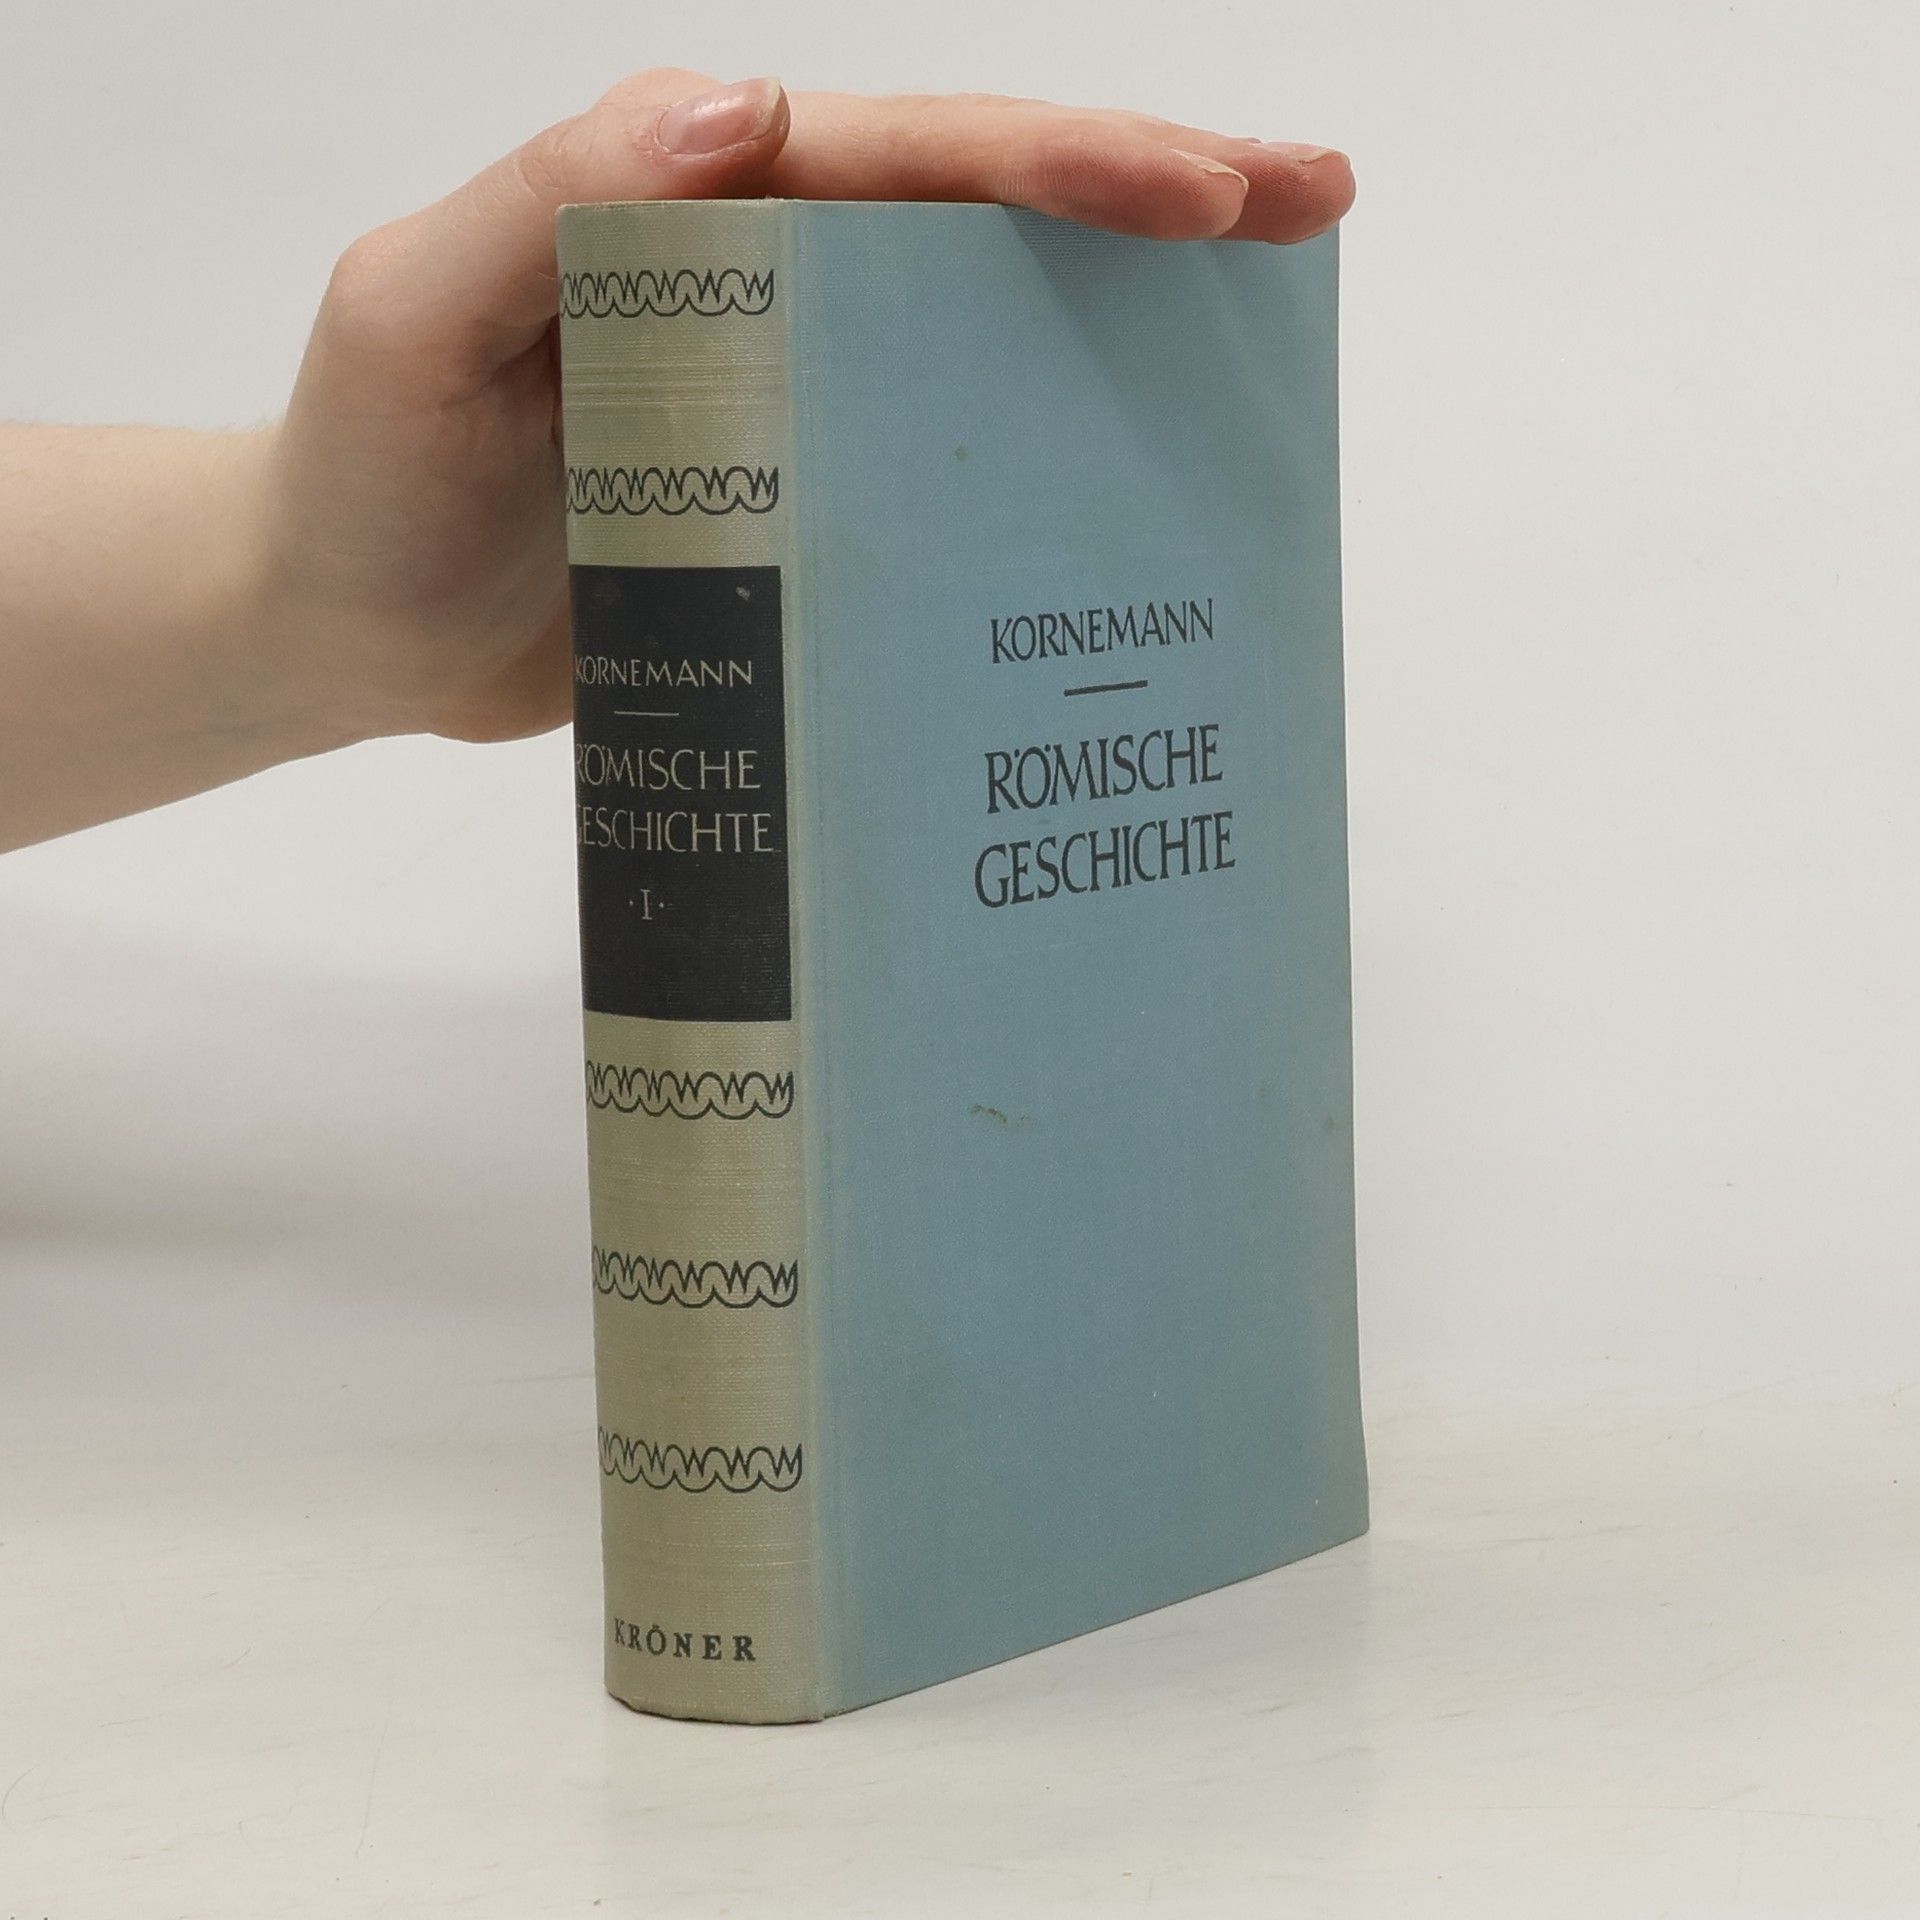 KORNEMANN
RÖMISCHE
GESCHICHTE
·I·
KRÖNER
KORNEMANN
RÖMISCHE
GESCHICHTE